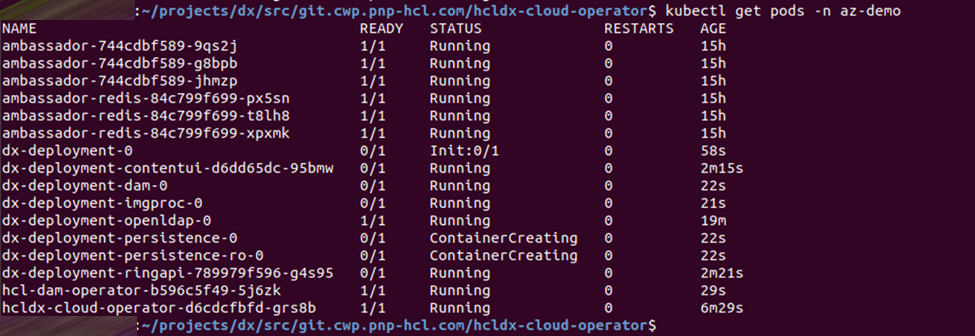 :~/projects/dx/src/git.cwp.pnp-hcl.com/hcldx-cloud-operator$ kubectl get pods -n az-demo
NAME READY STATUS RESTARTS AGE
ambassador-744cdbf589-9qs2j 1/1 Running 0 15h
ambassador-744cdbf589-g8bpb 1/1 Running 0 15h
ambassador-744cdbf589-jhmzp 1/1 Running 0 15h
ambassador-redis-84c799f699-px5sn 1/1 Running 0 15h
ambassador-redis-84c799f699-t8lh8 1/1 Running 0 15h
ambassador-redis-84c799f699-xpxmk 1/1 Running 0 15h
dx-deployment-0 0/1 Init:0/1 0 58s
dx-deployment-contentui-d6dd65dc-95bmw 0/1 Running 0 2m15s
dx-deployment-dam-0 0/1 Running 0 22s
dx-deployment-imgproc-0 0/1 Running 0 21s
dx-deployment-openldap-0 1/1 Running 0 19m
dx-deployment-persistence-0 0/1 ContainerCreating 0 22s
dx-deployment-persistence-ro-0 0/1 ContainerCreating 0 22s
dx-deployment-ringapi-789979f596-g4s95 0/1 Running 0 2m21s
hcl-dam-operator-b596c5f49-5j6zk 1/1 Running 0 29s
hcldx-cloud-operator-d6cdcfbfd-grs8b 1/1 Running 0 6m29s
:~/projects/dx/src/git.cwp.pnp-hcl.com/hcldx-cloud-operator$